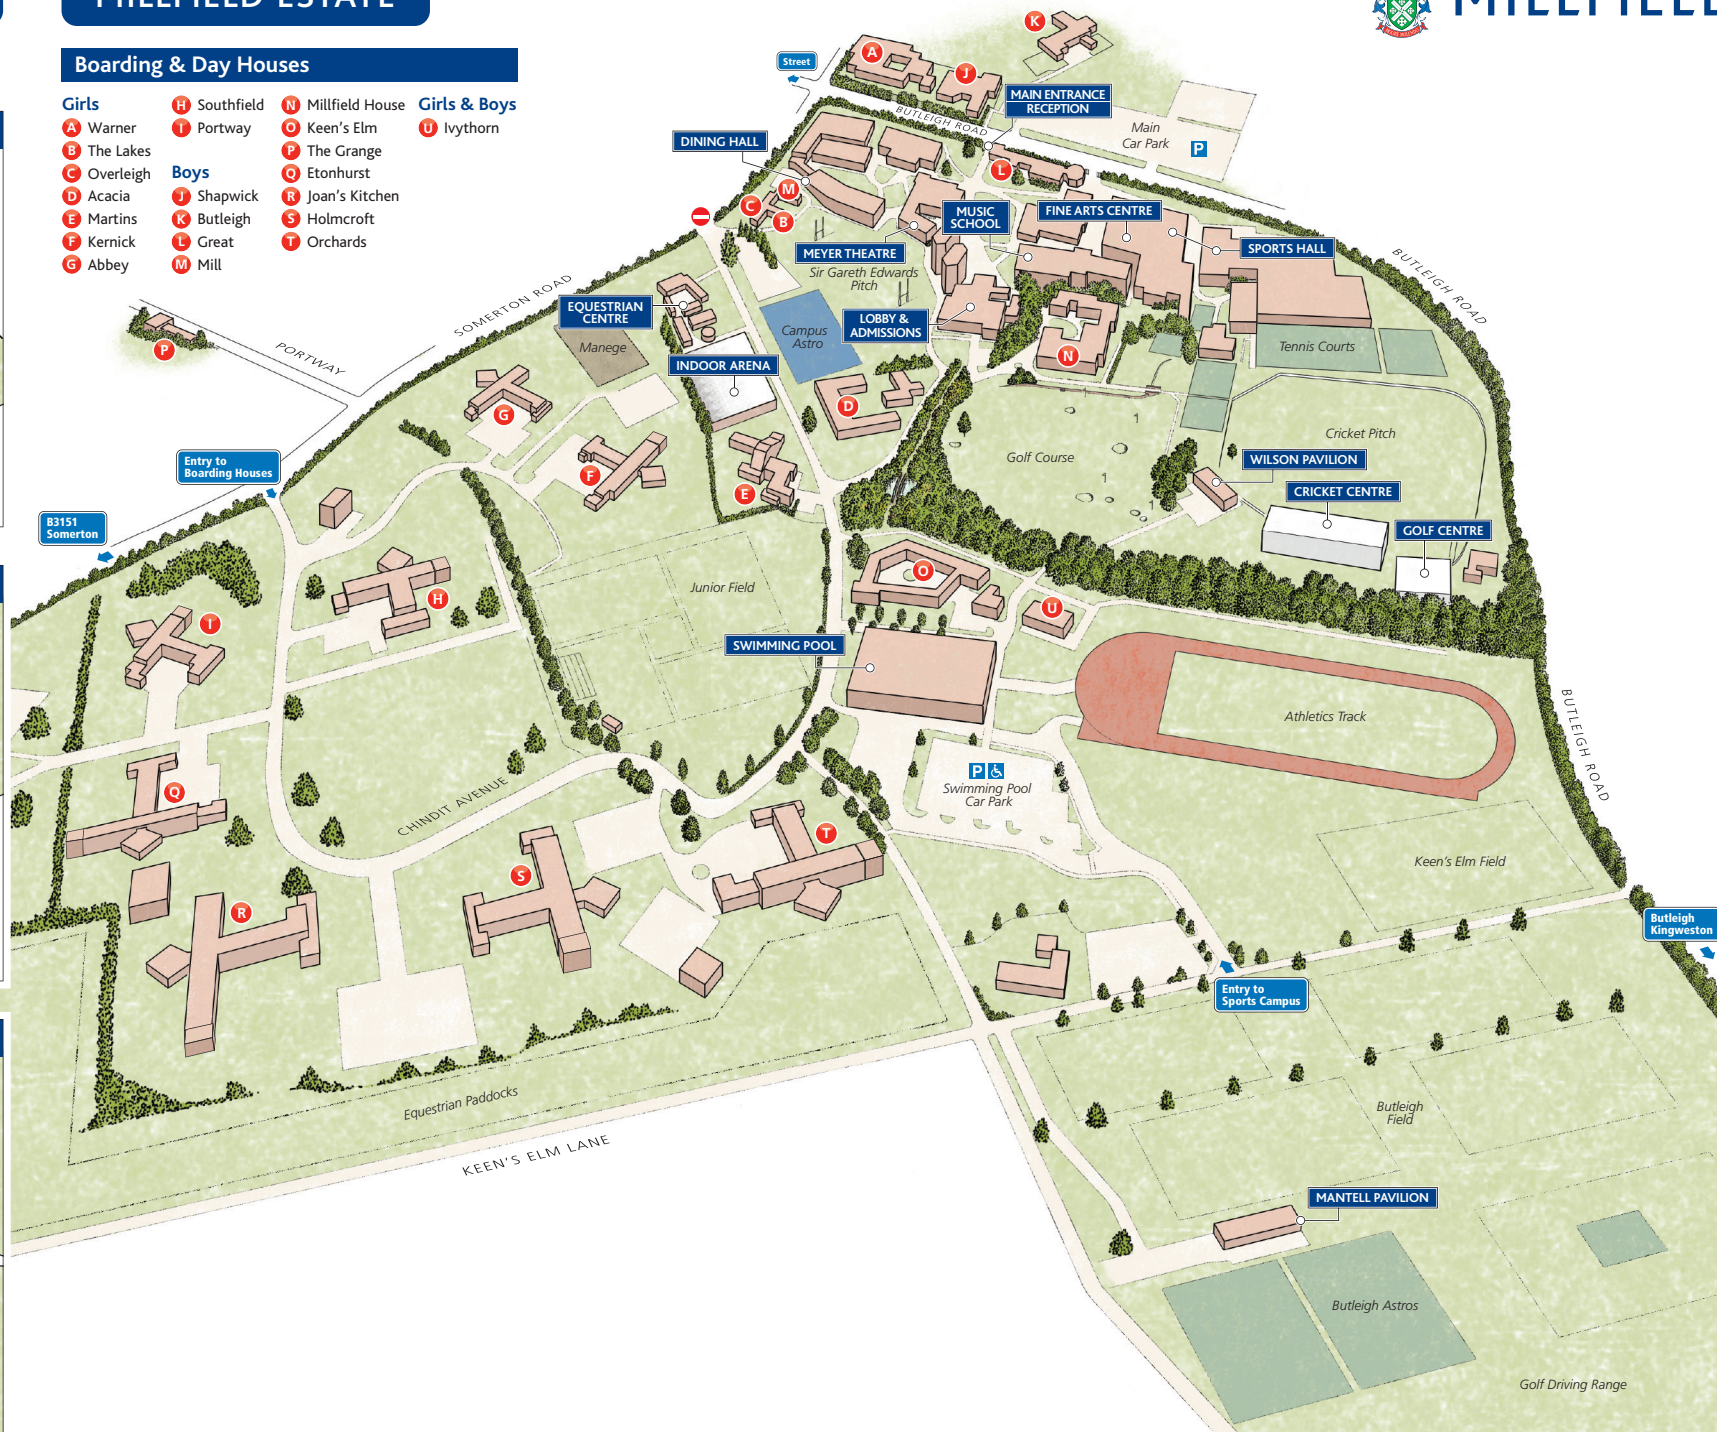 MILLFIELD ESTATE
MILLFIELD
Boarding & Day Houses
Girls
A Warner
B The Lakes
C Overleigh
D Acacia
E Martins
F Kernick
G Abbey
H Southfield
I Portway
Boys
J Shapwick
K Butleigh
L Great
M Mill
N Millfield House
O Keen's Elm
P The Grange
Q Etonhurst
R Joan's Kitchen
S Holmcroft
T Orchards
Girls & Boys
U Ivythorn
K
Street
A
J
MAIN ENTRANCE
RECEPTION
BUTLEIGH ROAD
Main
Car Park
P
DINING HALL
L
M
C
B
MUSIC
SCHOOL
FINE ARTS CENTRE
SPORTS HALL
MEYER THEATRE
Sir Gareth Edwards
Pitch
BUTLEIGH ROAD
SOMERTON ROAD
EQUESTRIAN
CENTRE
Campus
Astro
LOBBY &
ADMISSIONS
Manege
N
Tennis Courts
PORTWAY
P
INDOOR ARENA
G
D
Cricket Pitch
Golf Course
WILSON PAVILION
Entry to
Boarding Houses
F
E
CRICKET CENTRE
B3151
Somerton
GOLF CENTRE
Junior Field
O
H
U
I
SWIMMING POOL
Athletics Track
BUTLEIGH ROAD
P
Swimming Pool
Car Park
Q
CHINDIT AVENUE
T
Keen's Elm Field
S
R
Butleigh
Kingweston
Entry to
Sports Campus
Equestrian Paddocks
Butleigh
Field
KEEN'S ELM LANE
MANTELL PAVILION
Butleigh Astros
Golf Driving Range